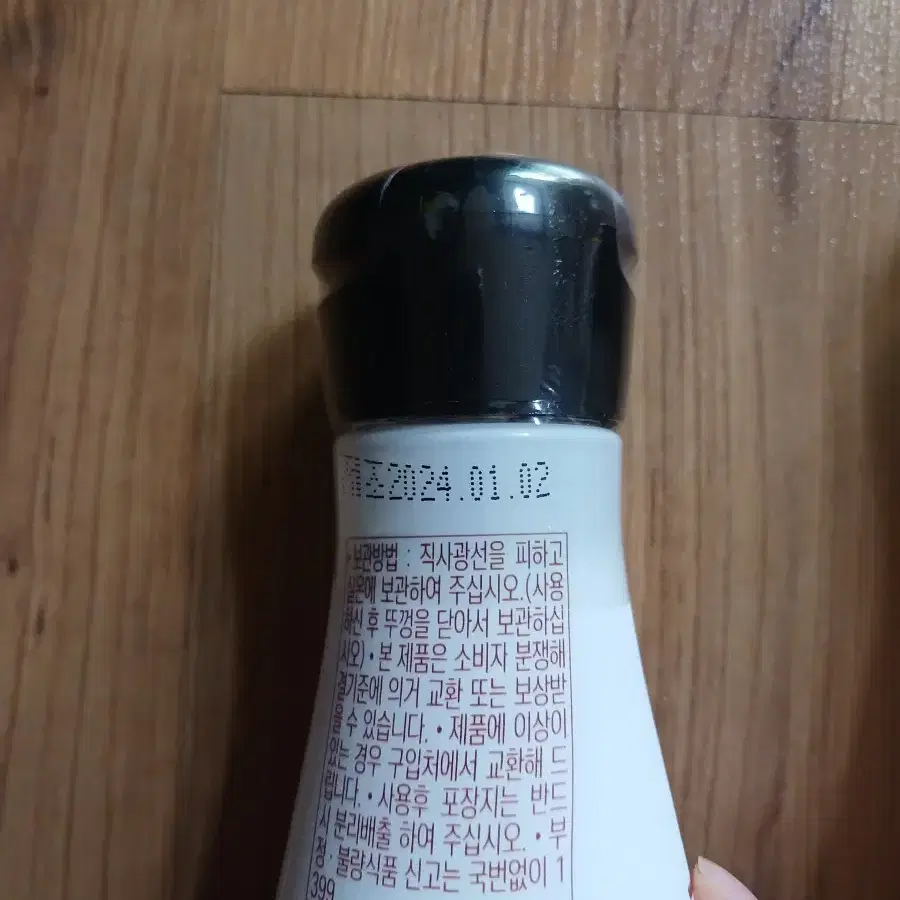 제조2024.01.02
• 보관방법 : 직사광선을 피하고
실온에 보관하여 주십시오.(사용
하신 후 뚜껑을 닫아서 보관하십
시오) • 본 제품은 소비자 분쟁해
결기준에 의거 교환 또는 보상받
을 수 있습니다. • 제품에 이상이
있는 경우 구입처에서 교환해 드
립니다. • 사용후 포장지는 반드
시 분리배출 하여 주십시오. • 부
정·불량식품 신고는 국번없이 1
399